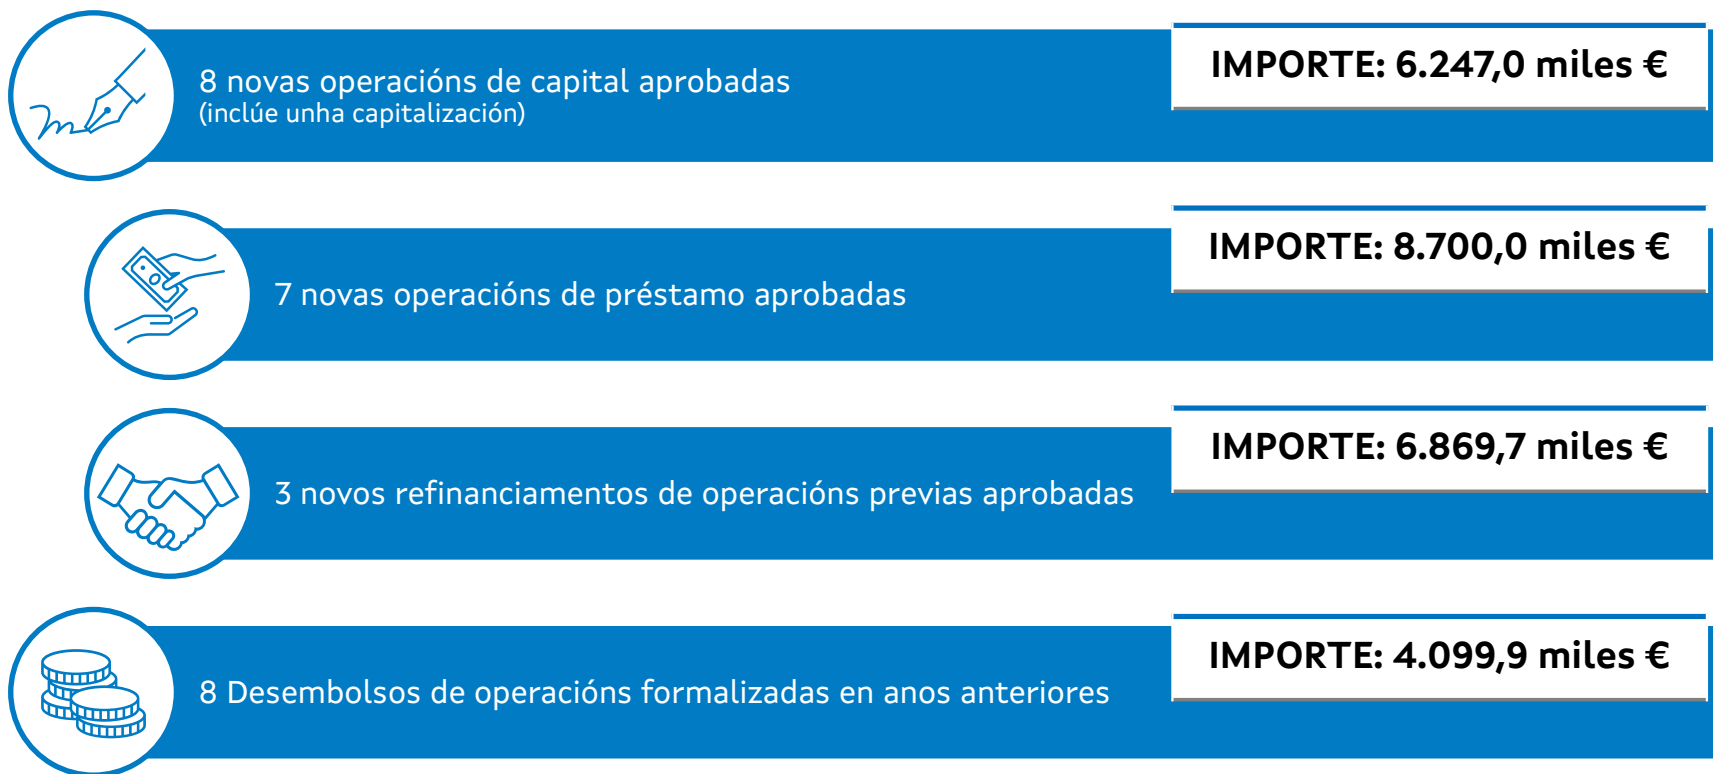 8 novas operacións de capital aprobadas
(inclúe unha capitalización)
IMPORTE: 6.247,0 miles €
7 novas operacións de préstamo aprobadas
IMPORTE: 8.700,0 miles €
3 novos refinanciamentos de operacións previas aprobadas
IMPORTE: 6.869,7 miles €
8 Desembolsos de operacións formalizadas en anos anteriores
IMPORTE: 4.099,9 miles €